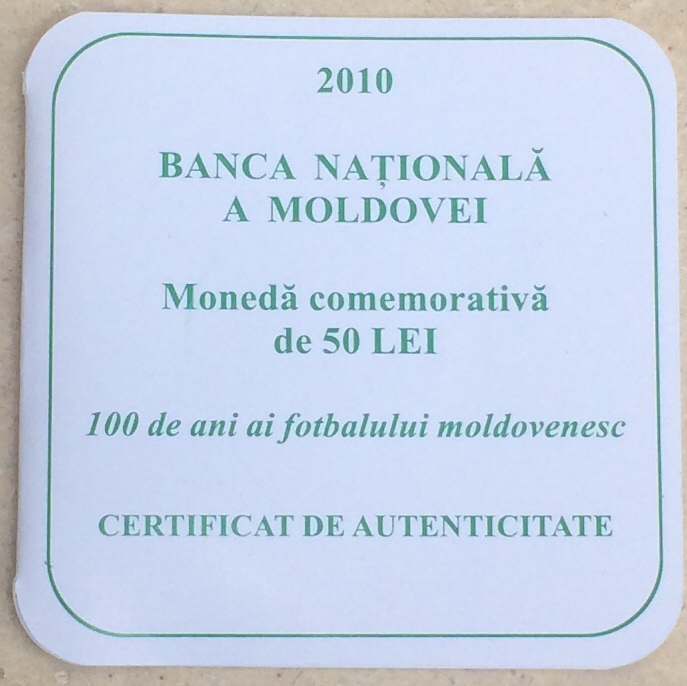 2010
BANCA NAȚIONALĂ
A MOLDOVEI
Monedă comemorativă
de 50 LEI
100 de ani ai fotbalului moldovenesc
CERTIFICAT DE AUTENTICITATE